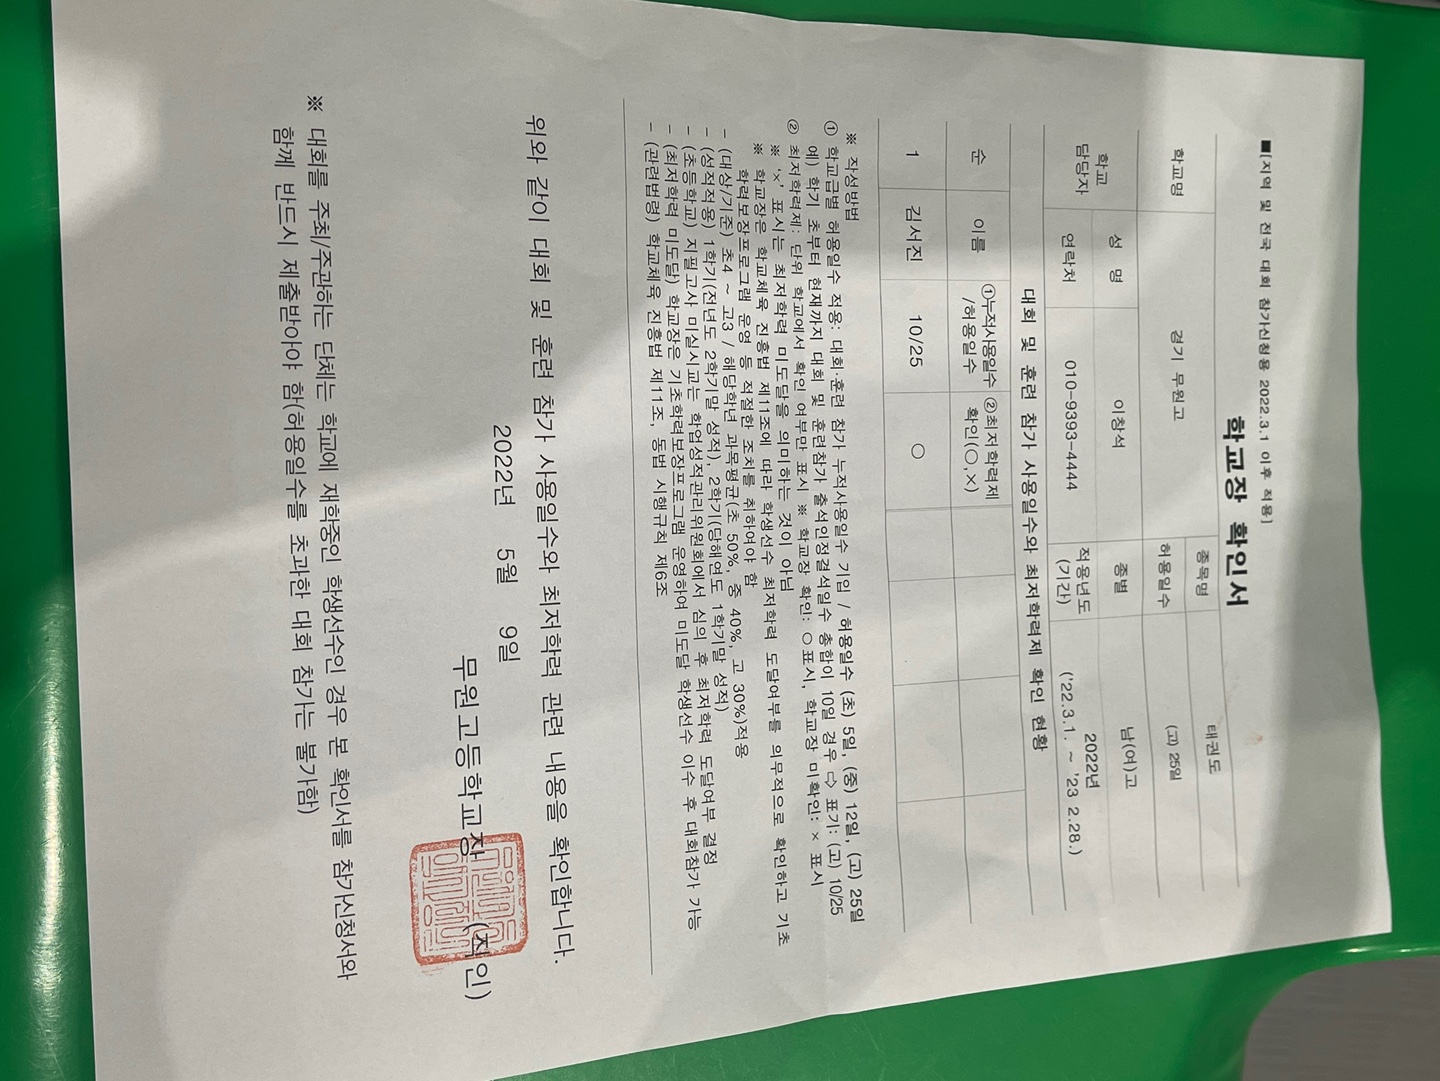 ■[지역 및 전국 대회 참가신청용 2022.3.1 이후 적용]
학교장 확인서
학교명 경기 무원고 종목명 태권도
허용일수 (고) 25일
학교 담당자 성 명 이창석 종별 남(여)고
연락처 010-9393-4444 적용년도 (기간) 2022년 ('22.3.1. ~ '23 2.28.)
대회 및 훈련 참가 사용일수와 최저학력제 확인 현황
순 이름 ①누적사용일수 /허용일수 ②최저학력제 확인(○,×)
1 김서진 10/25 ○
※ 작성방법
① 학교급별 허용일수 적용: 대회·훈련 참가 누적사용일수 기입 / 허용일수 (초) 5일, (중) 12일, (고) 25일
예) 학기 초부터 현재까지 대회 및 훈련참가 출석인정결석일수 총합이 10일 경우 ⇨ 표기: (고) 10/25
② 최저학력제: 단위 학교에서 확인 여부만 표시 ※ 학교장 확인: ○표시, 학교장 미확인: × 표시
※ '×' 표시는 최저학력 미도달을 의미하는 것이 아님
※ 학교장은 학교체육 진흥법 제11조에 따라 학생선수 최저학력 도달여부를 의무적으로 확인하고 기초
학력보장프로그램 운영 등 적절한 조치를 취하여야 함
- (대상/기준) 초4 ~ 고3 / 해당학년 과목평균(초 50%, 중 40%, 고 30%)적용
- (성적적용) 1학기(전년도 2학기말 성적), 2학기(당해연도 1학기말 성적)
- (초등학교) 지필고사 미실시교는 학업성적관리위원회에서 심의 후 최저학력 도달여부 결정
- (최저학력 미도달) 학교장은 기초학력보장프로그램 운영하여 미도달 학생선수 이수 후 대회참가 가능
- (관련법령) 학교체육 진흥법 제11조, 동법 시행규칙 제6조
위와 같이 대회 및 훈련 참가 사용일수와 최저학력 관련 내용을 확인합니다.
2022년 5월 9일
무원고등학교장 (직인)
※ 대회를 주최/주관하는 단체는 학교에 재학중인 학생선수인 경우 본 확인서를 참가신청서와
함께 반드시 제출받아야 함(허용일수를 초과한 대회 참가는 불가함)